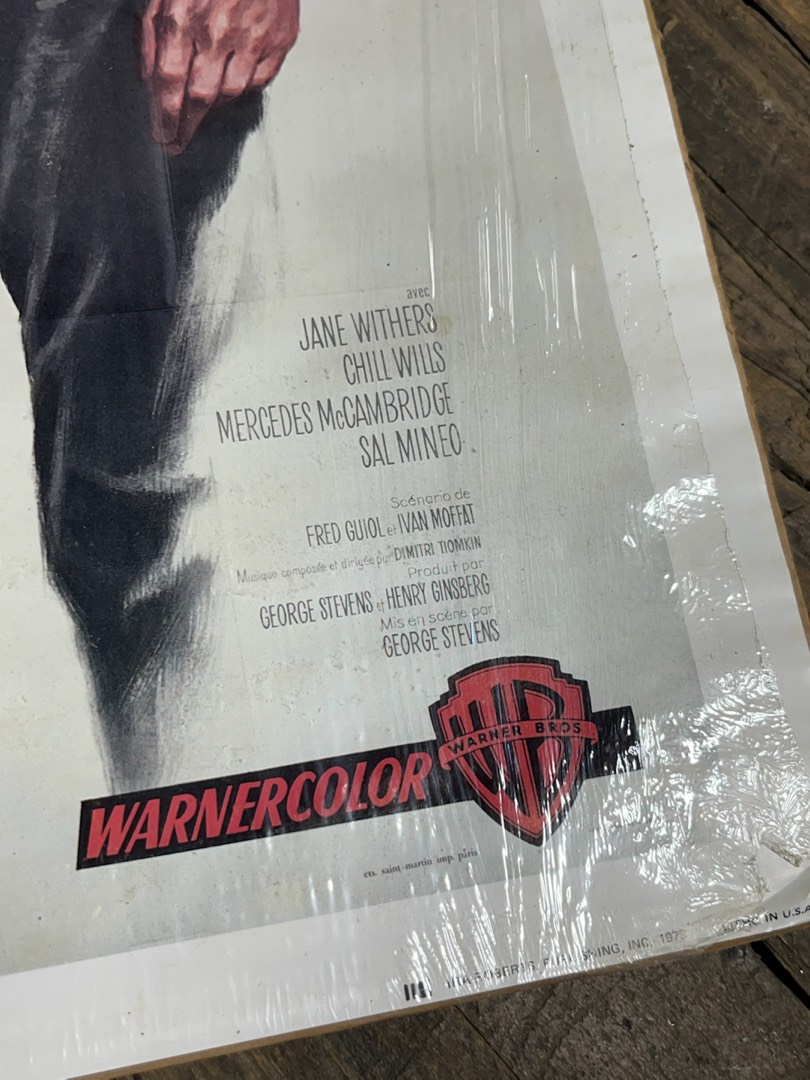 avec
JANE WITHERS
CHILL WILLS
MERCEDES McCAMBRIDGE
SAL MINEO
Scénario de
FRED GUIOL et IVAN MOFFAT
Musique composée et dirigée par DIMITRI TIOMKIN
Produit par
GEORGE STEVENS et HENRY GINSBERG
Mis en scène par
GEORGE STEVENS
WARNER BROS
WARNERCOLOR
ets. saint-martin imp. paris
PUBLISHING, INC. IN U.S.A